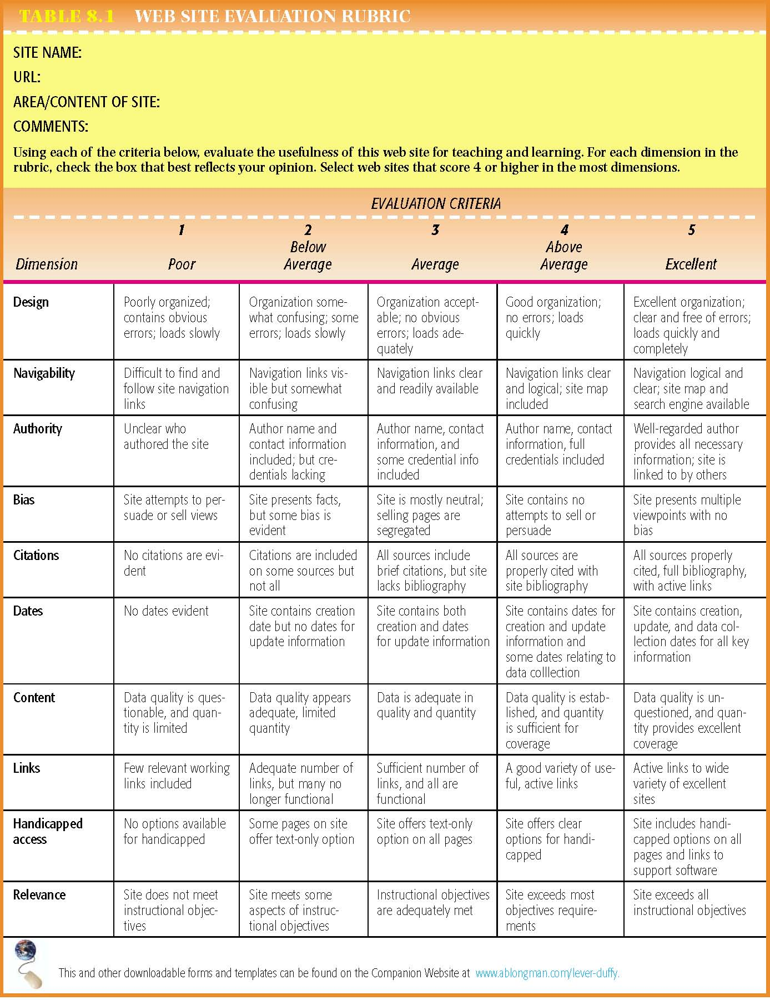 TABLE 8.1 WEB SITE EVALUATION RUBRIC
SITE NAME:
URL:
AREA/CONTENT OF SITE:
COMMENTS:
Using each of the criteria below, evaluate the usefulness of this web site for teaching and learning. For each dimension in the
rubric, check the box that best reflects your opinion. Select web sites that score 4 or higher in the most dimensions.
EVALUATION CRITERIA
Dimension
1
Poor
2
Below
Average
3
Average
4
Above
Average
5
Excellent
Design
Poorly organized;
contains obvious
errors; loads slowly
Organization some-
what confusing; some
errors; loads slowly
Organization accept-
able; no obvious
errors; loads ade-
quately
Good organization;
no errors; loads
quickly
Excellent organization;
clear and free of errors;
loads quickly and
completely
Navigability
Difficult to find and
follow site navigation
links
Navigation links vis-
ible but somewhat
confusing
Navigation links clear
and readily available
Navigation links clear
and logical; site map
included
Navigation logical and
clear; site map and
search engine available
Authority
Unclear who
authored the site
Author name and
contact information
included; but cre-
dentials lacking
Author name, contact
information, and
some credential info
included
Author name, contact
information, full
credentials included
Well-regarded author
provides all necessary
information; site is
linked to by others
Bias
Site attempts to per-
suade or sell views
Site presents facts,
but some bias is
evident
Site is mostly neutral;
selling pages are
segregated
Site contains no
attempts to sell or
persuade
Site presents multiple
viewpoints with no
bias
Citations
No citations are evi-
dent
Citations are included
on some sources but
not all
All sources include
brief citations, but site
lacks bibliography
All sources are
properly cited with
site bibliography
All sources properly
cited, full bibliography,
with active links
Dates
No dates evident
Site contains creation
date but no dates for
update information
Site contains both
creation and dates
for update information
Site contains dates for
creation and update
information and
some dates relating to
data colllection
Site contains creation,
update, and data col-
lection dates for all key
information
Content
Data quality is ques-
tionable, and quan-
tity is limited
Data quality appears
adequate, limited
quantity
Data is adequate in
quality and quantity
Data quality is estab-
lished, and quantity
is sufficient for
coverage
Data quality is un-
questioned, and quan-
tity provides excellent
coverage
Links
Few relevant working
links included
Adequate number of
links, but many no
longer functional
Sufficient number of
links, and all are
functional
A good variety of use-
ful, active links
Active links to wide
variety of excellent
sites
Handicapped
access
No options available
for handicapped
Some pages on site
offer text-only option
Site offers text-only
option on all pages
Site offers clear
options for handi-
capped
Site includes handi-
capped options on all
pages and links to
support software
Relevance
Site does not meet
instructional objec-
tives
Site meets some
aspects of instruc-
tional objectives
Instructional objectives
are adequately met
Site exceeds most
objectives require-
ments
Site exceeds all
instructional objectives
This and other downloadable forms and templates can be found on the Companion Website at www.ablongman.com/lever-duffy.